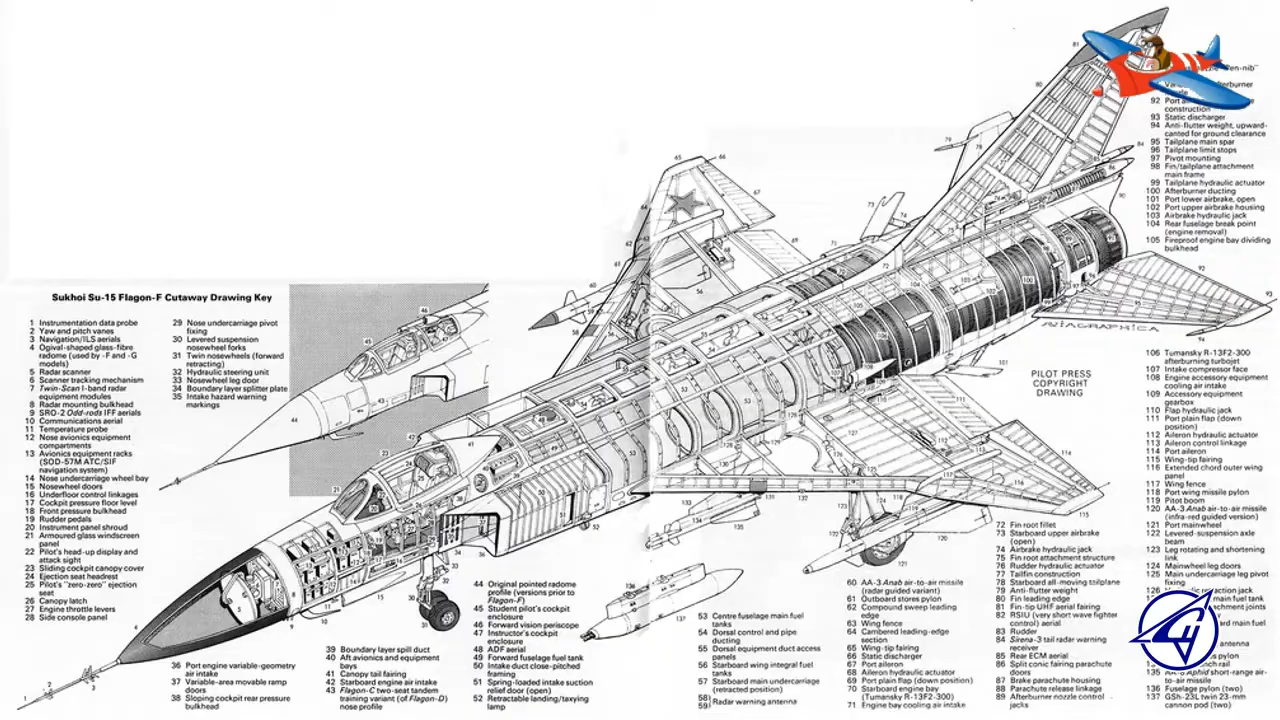 Sukhoi Su-15 Flagon-F Cutaway Drawing Key
1 Instrumentation data probe
2 Yaw and pitch vanes
3 Navigation/ILS aerials
4 Ogival-shaped glass-fibre
radome (used by -F and -G
models)
5 Radar scanner
6 Scanner tracking mechanism
7 Twin-Scan I-band radar
equipment modules
8 Radar mounting bulkhead
9 SRO-2 Odd-rods IFF aerials
10 Communications aerial
11 Temperature probe
12 Nose avionics equipment
compartments
13 Avionics equipment racks
(SOD-57M ATC/SIF
navigation system)
14 Nose undercarriage wheel bay
15 Nosewheel doors
16 Underfloor control linkages
17 Cockpit pressure floor level
18 Front pressure bulkhead
19 Rudder pedals
20 Instrument panel shroud
21 Armoured glass windscreen
panel
22 Pilot's head-up display and
attack sight
23 Sliding cockpit canopy cover
24 Ejection seat headrest
25 Pilot's "zero-zero" ejection
seat
26 Canopy latch
27 Engine throttle levers
28 Side console panel
29 Nose undercarriage pivot
fixing
30 Levered suspension
nosewheel forks
31 Twin nosewheels (forward
retracting)
32 Hydraulic steering unit
33 Nosewheel leg door
34 Boundary layer splitter plate
35 Intake hazard warning
markings
36 Port engine variable-geometry
air intake
37 Variable-area movable ramp
doors
38 Sloping cockpit rear pressure
bulkhead
39 Boundary layer spill duct
40 Aft avionics and equipment
bays
41 Canopy tail fairing
42 Starboard engine air intake
43 Flagon-C two-seat tandem
training variant (of Flagon-D)
nose profile
44 Original pointed radome
profile (versions prior to
Flagon-F)
45 Student pilot's cockpit
enclosure
46 Forward vision periscope
47 Instructor's cockpit
enclosure
48 ADF aerial
49 Forward fuselage fuel tank
50 Intake duct close-pitched
framing
51 Spring-loaded intake suction
relief door (open)
52 Retractable landing/taxying
lamp
53 Centre fuselage main fuel
tanks
54 Dorsal control and pipe
ducting
55 Dorsal equipment duct access
panels
56 Starboard wing integral fuel
tank
57 Starboard main undercarriage
(retracted position)
58
59 Radar warning antenna
60 AA-3 Anab air-to-air missile
(radar guided variant)
61 Outboard stores pylon
62 Compound sweep leading
edge
63 Wing fence
64 Cambered leading-edge
section
65 Wing-tip fairing
66 Static discharger
67 Port aileron
68 Aileron hydraulic actuator
69 Port plain flap (down position)
70 Starboard engine bay
(Tumansky R-13F2-300)
71 Engine bay cooling air intake
72 Fin root fillet
73 Starboard upper airbrake
(open)
74 Airbrake hydraulic jack
75 Fin root attachment structure
76 Rudder hydraulic actuator
77 Tailfin construction
78 Starboard all-moving tailplane
79 Anti-flutter weight
80 Fin leading edge
81 Fin-tip UHF aerial fairing
82 RSIU (very short wave fighter
control) aerial
83 Rudder
84 Sirena-3 tail radar warning
receiver
85 Rear ECM aerial
86 Split conic fairing parachute
doors
87 Brake parachute housing
88 Parachute release linkage
89 Afterburner nozzle control
jacks
"Pen-nib"
afterburner
92 Port
construction
93 Static discharger
94 Anti-flutter weight, upward-
canted for ground clearance
95 Tailplane main spar
96 Tailplane limit stops
97 Pivot mounting
98 Fin/tailplane attachment
main frame
99 Tailplane hydraulic actuator
100 Afterburner ducting
101 Port lower airbrake, open
102 Port upper airbrake housing
103 Airbrake hydraulic jack
104 Rear fuselage break point
(engine removal)
105 Fireproof engine bay dividing
bulkhead
AVIAGRAPHICA
PILOT PRESS
COPYRIGHT
DRAWING
106 Tumansky R-13F2-300
afterburning turbojet
107 Intake compressor face
108 Engine accessory equipment
cooling air intake
109 Accessory equipment
gearbox
110 Flap hydraulic jack
111 Port plain flap (down
position)
112 Aileron hydraulic actuator
113 Aileron control linkage
114 Port aileron
115 Wing-tip fairing
116 Extended chord outer wing
panel
117 Wing fence
118 Port wing missile pylon
119 Pitot boom
120 AA-3 Anab air-to-air missile
(infra-red guided version)
121 Port mainwheel
122 Levered-suspension axle
beam
123 Leg rotating and shortening
link
124 Mainwheel leg doors
125 Main undercarriage leg pivot
fixing
126 reaction jack
main fuel tank
attachment joints
main fuel
antenna
pylon
rail
135 AA-8 Aphid short-range air-
to-air missile
136 Fuselage pylon (two)
137 GSh-23L twin 23-mm
cannon pod (two)